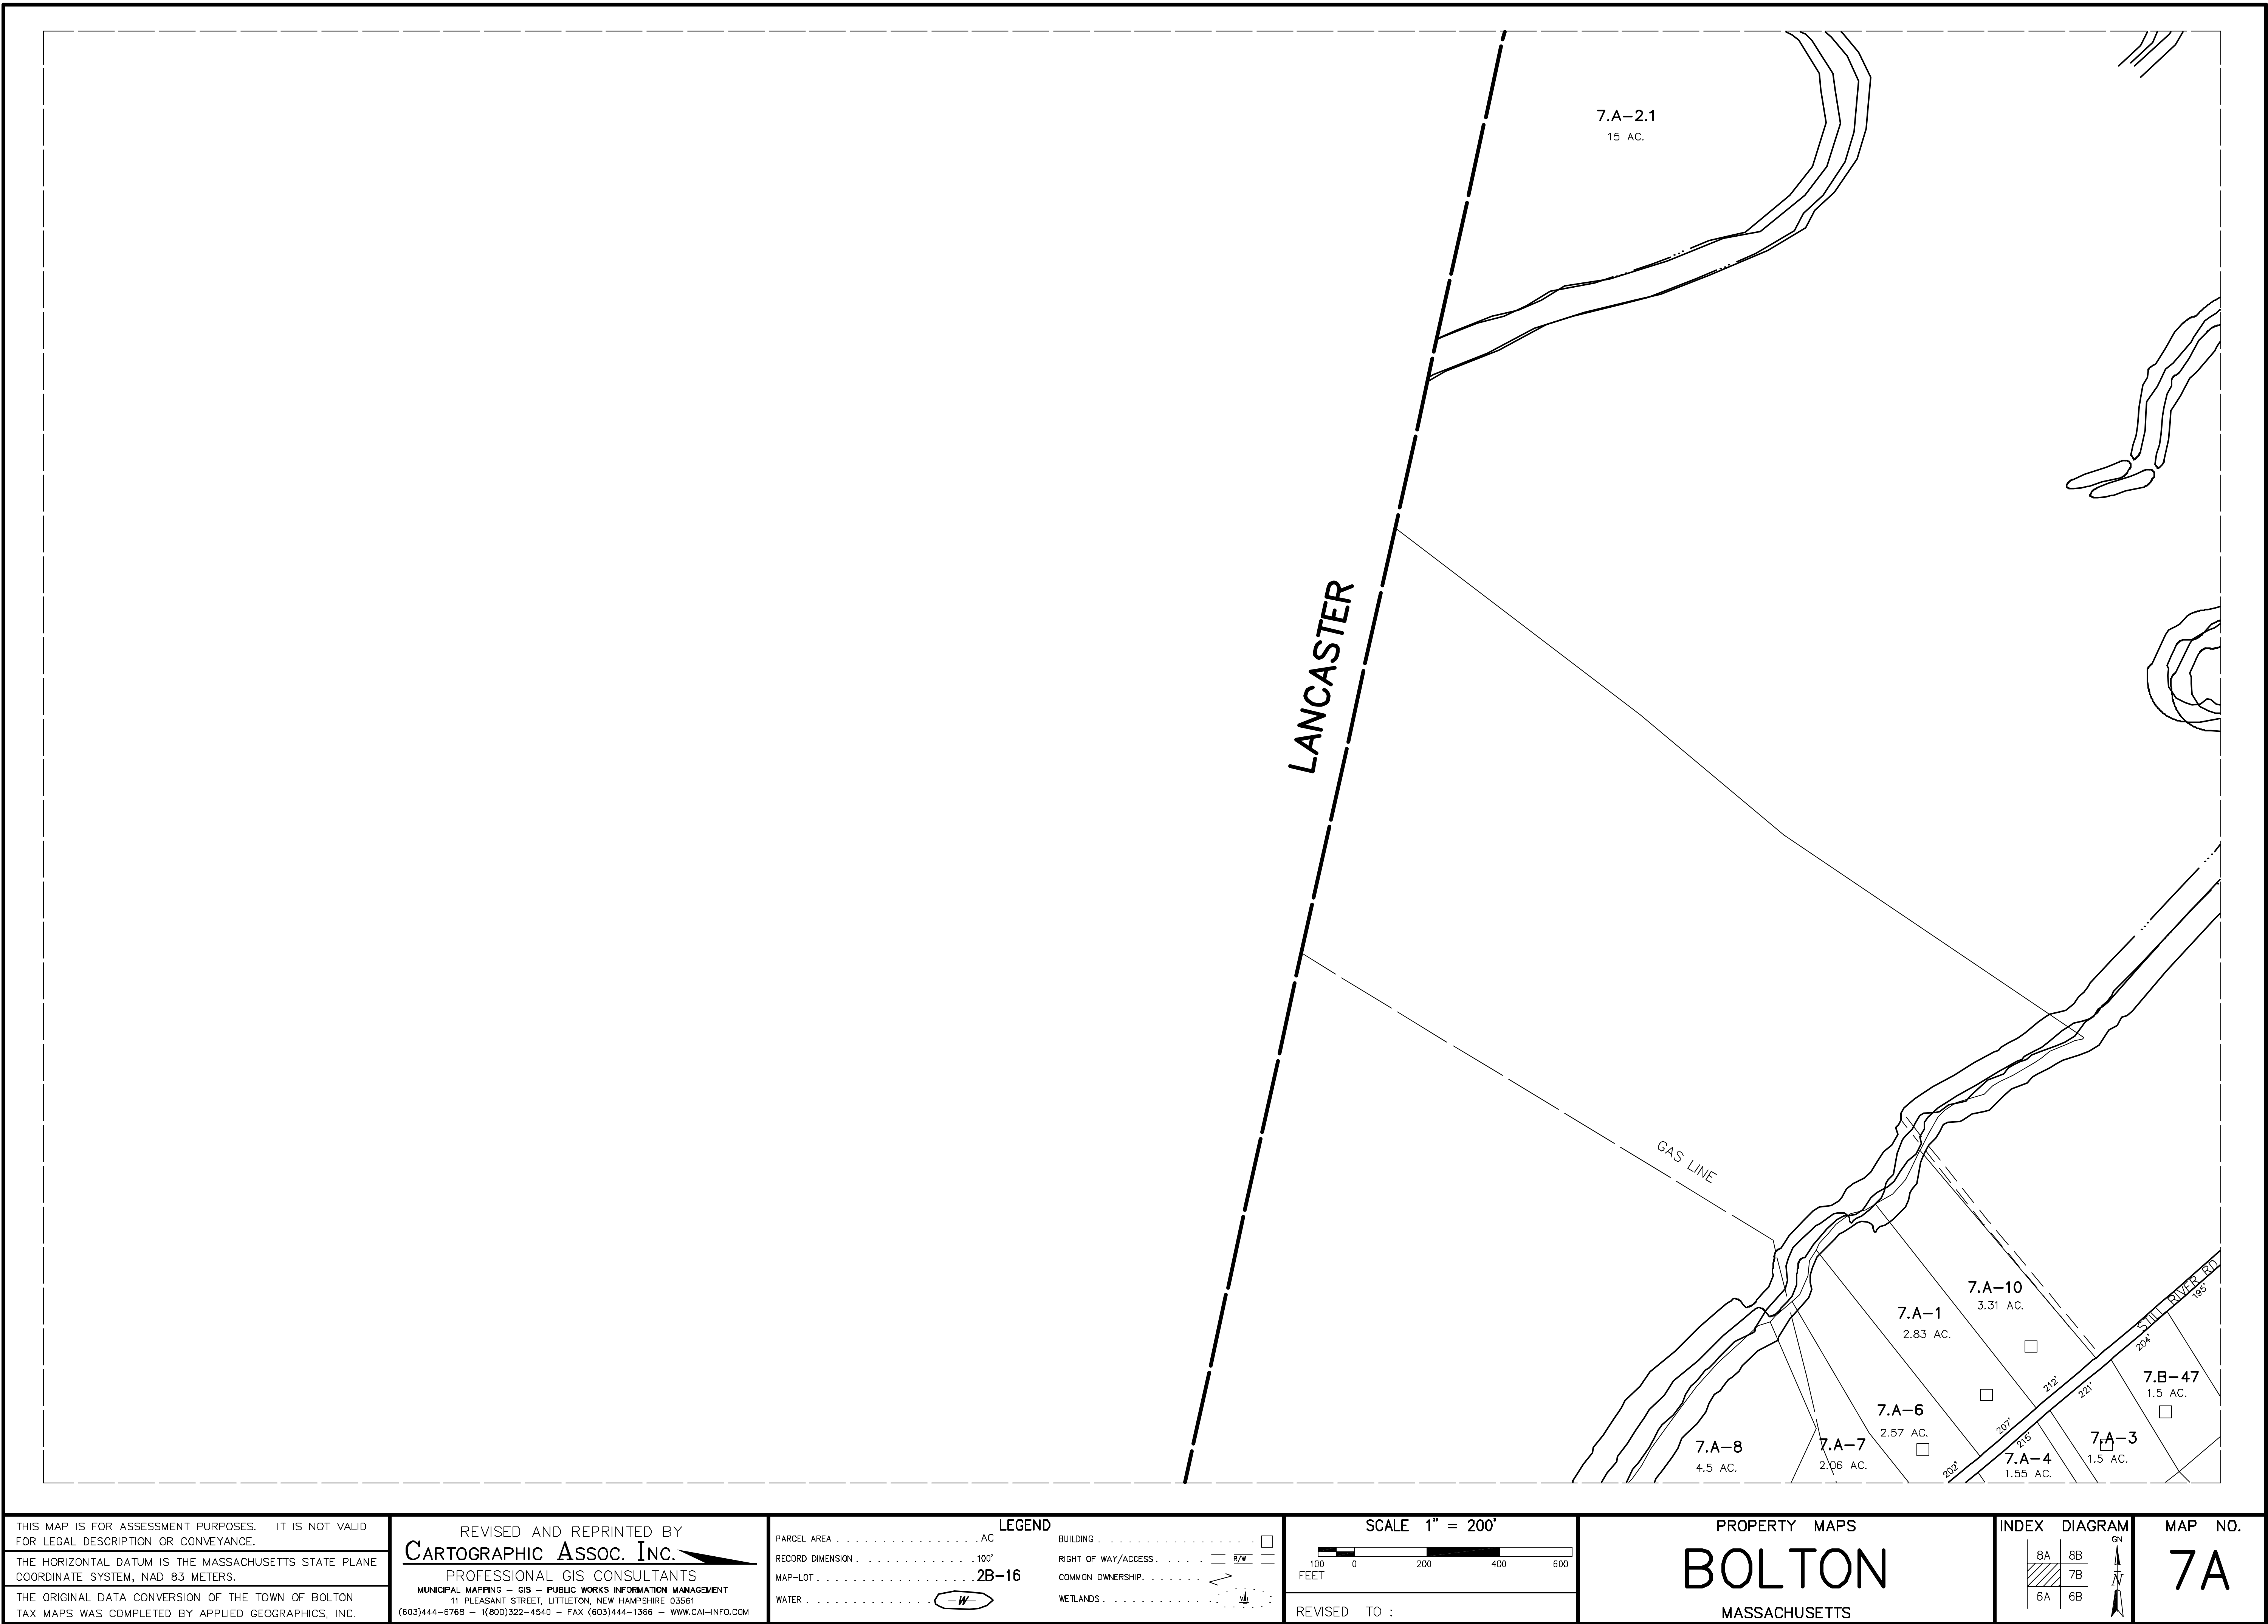 7.A-2.1
15 AC.
LANCASTER
GAS LINE
7.A-10
3.31 AC.
7.A-1
2.83 AC.
STILL RIVER RD
195'
204'
7.B-47
1.5 AC.
212'
221'
7.A-6
2.57 AC.
207'
215'
7.A-3
1.5 AC.
7.A-8
4.5 AC.
7.A-7
2.06 AC.
202'
7.A-4
1.55 AC.
THIS MAP IS FOR ASSESSMENT PURPOSES. IT IS NOT VALID
FOR LEGAL DESCRIPTION OR CONVEYANCE.
THE HORIZONTAL DATUM IS THE MASSACHUSETTS STATE PLANE
COORDINATE SYSTEM, NAD 83 METERS.
THE ORIGINAL DATA CONVERSION OF THE TOWN OF BOLTON
TAX MAPS WAS COMPLETED BY APPLIED GEOGRAPHICS, INC.
REVISED AND REPRINTED BY
CARTOGRAPHIC ASSOC. INC.
PROFESSIONAL GIS CONSULTANTS
MUNICIPAL MAPPING - GIS - PUBLIC WORKS INFORMATION MANAGEMENT
11 PLEASANT STREET, LITTLETON, NEW HAMPSHIRE 03561
(603)444-6768 - 1(800)322-4540 - FAX (603)444-1366 - WWW.CAI-INFO.COM
LEGEND
PARCEL AREA . . . . . . . . . . . . . . . . AC
RECORD DIMENSION . . . . . . . . . . . . . 100'
MAP-LOT . . . . . . . . . . . . . . . . . . 2B-16
WATER . . . . . . . . . . . . . . W
BUILDING . . . . . . . . . . . . . . . . .
RIGHT OF WAY/ACCESS . . . . . R/W
COMMON OWNERSHIP . . . . . . .
WETLANDS . . . . . . . . . . . .
SCALE 1" = 200'
100 0 200 400 600
FEET
REVISED TO :
PROPERTY MAPS
BOLTON
MASSACHUSETTS
INDEX DIAGRAM
GN
8A 8B
7B
6A 6B
N
MAP NO.
7A